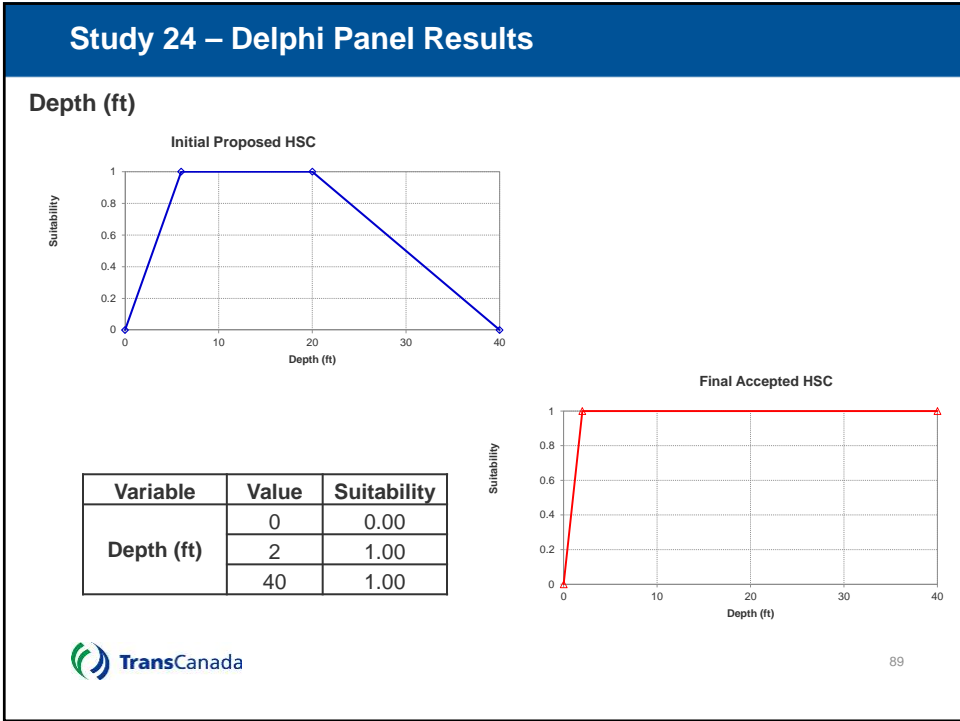 Study 24 – Delphi Panel Results
Depth (ft)
Initial Proposed HSC
Suitability
1
0.8
0.6
0.4
0.2
0
0 10 20 30 40
Depth (ft)
Final Accepted HSC
Suitability
1
0.8
0.6
0.4
0.2
0
0 10 20 30 40
Depth (ft)
Variable Value Suitability
Depth (ft)
0 0.00
2 1.00
40 1.00
TransCanada
89